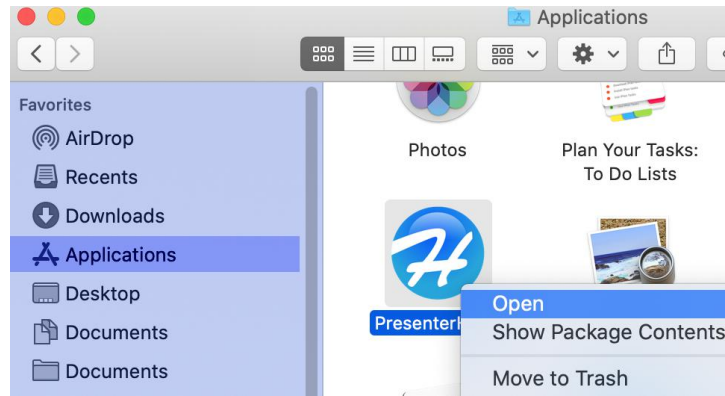 Applications
Favorites
AirDrop
Recents
Downloads
Applications
Desktop
Documents
Documents
Photos
Plan Your Tasks:
To Do Lists
Open
Show Package Contents
Move to Trash